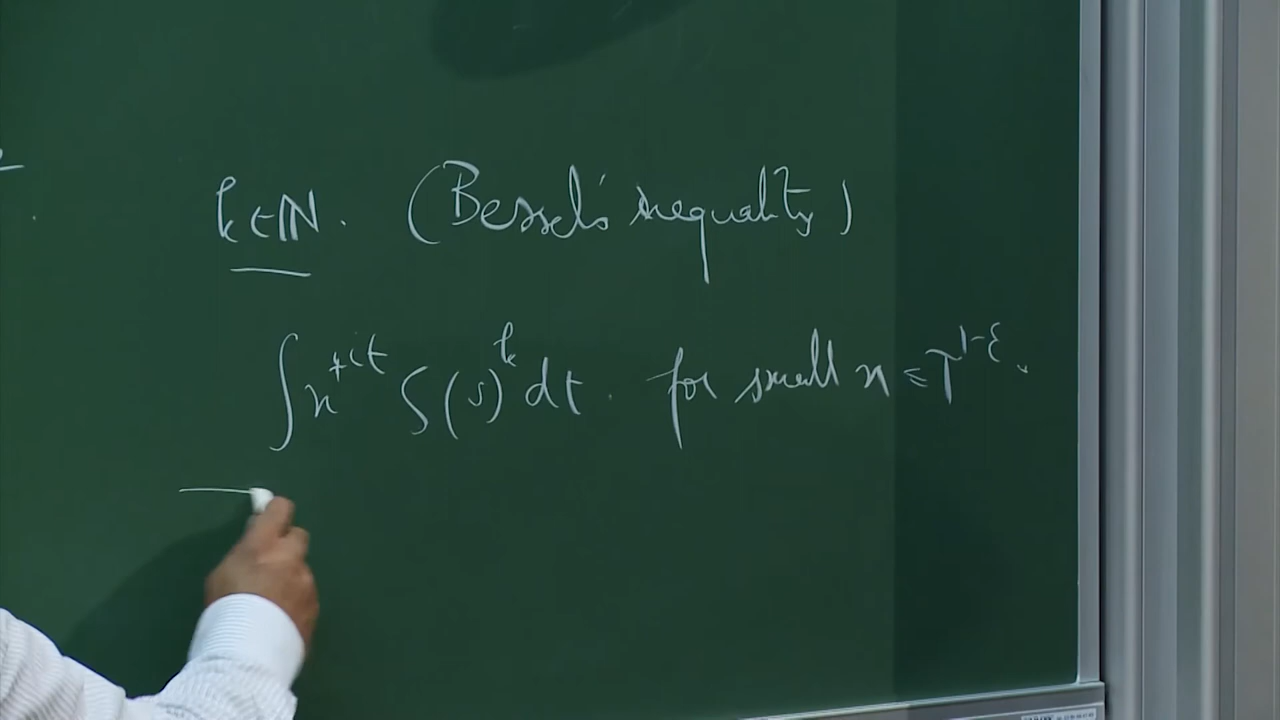 k∈ℕ. (Bessel's inequality)
∫ n^{+it} ζ(s)^k dt. for small n ≤ T^{1-ε}.